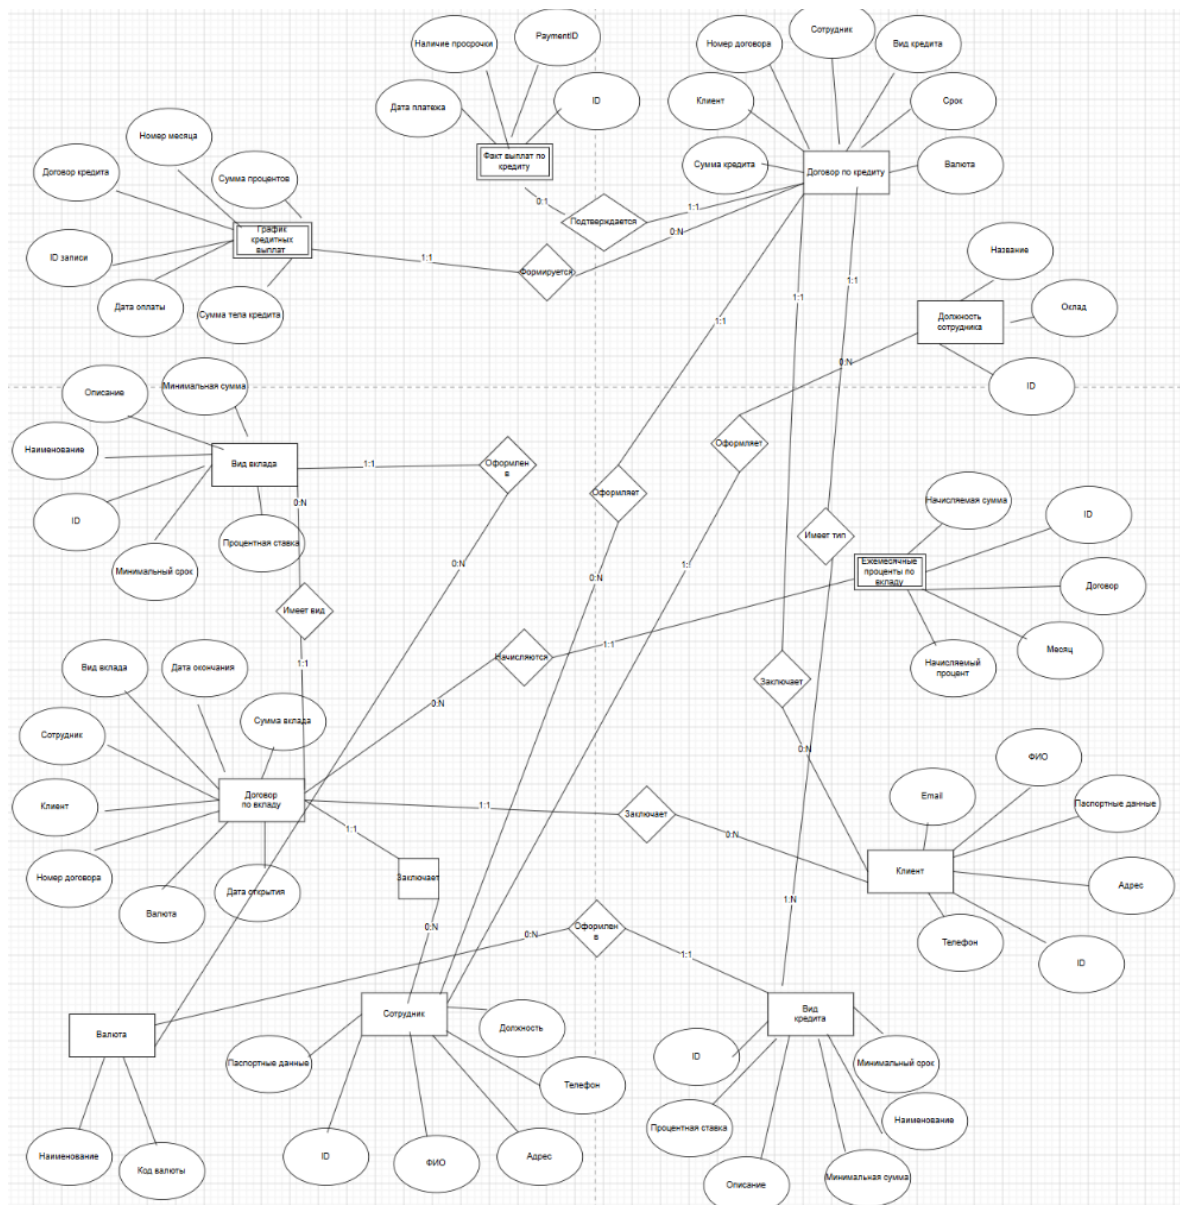 Наличие просрочки
PaymentID
Дата платежа
ID
Факт выплат по
кредиту
0:1
Подтверждается
1:1
Номер договора
Сотрудник
Вид кредита
Клиент
Срок
Сумма кредита
Валюта
Договор по кредиту
Номер месяца
Договор кредита
Сумма процентов
График
кредитных
выплат
ID записи
Дата оплаты
Сумма тела кредита
1:1
Формируется
0:N
Название
Должность
сотрудника
Оклад
ID
1:1
1:1
1:1
0:N
Описание
Минимальная сумма
Наименование
Вид вклада
ID
Процентная ставка
Минимальный срок
1:1
Оформлен
в
0:N
0:N
Оформляет
0:N
Оформляет
1:1
Имеет тип
Начисляемая сумма
ID
Ежемесячные
проценты по
вкладу
Договор
Начисляемый
процент
Месяц
Имеет вид
1:1
Начисляются
1:1
0:N
Заключает
0:N
Вид вклада
Дата окончания
Сотрудник
Сумма вклада
Клиент
Договор
по вкладу
Номер договора
Валюта
Дата открытия
1:1
Заключает
0:N
1:1
Заключает
0:N
Email
ФИО
Паспортные данные
Клиент
Адрес
Телефон
ID
0:N
Оформлен
в
1:1
1:N
Валюта
Наименование
Код валюты
Сотрудник
Должность
Паспортные данные
Телефон
ID
ФИО
Адрес
Вид
кредита
ID
Минимальный срок
Процентная ставка
Наименование
Описание
Минимальная сумма